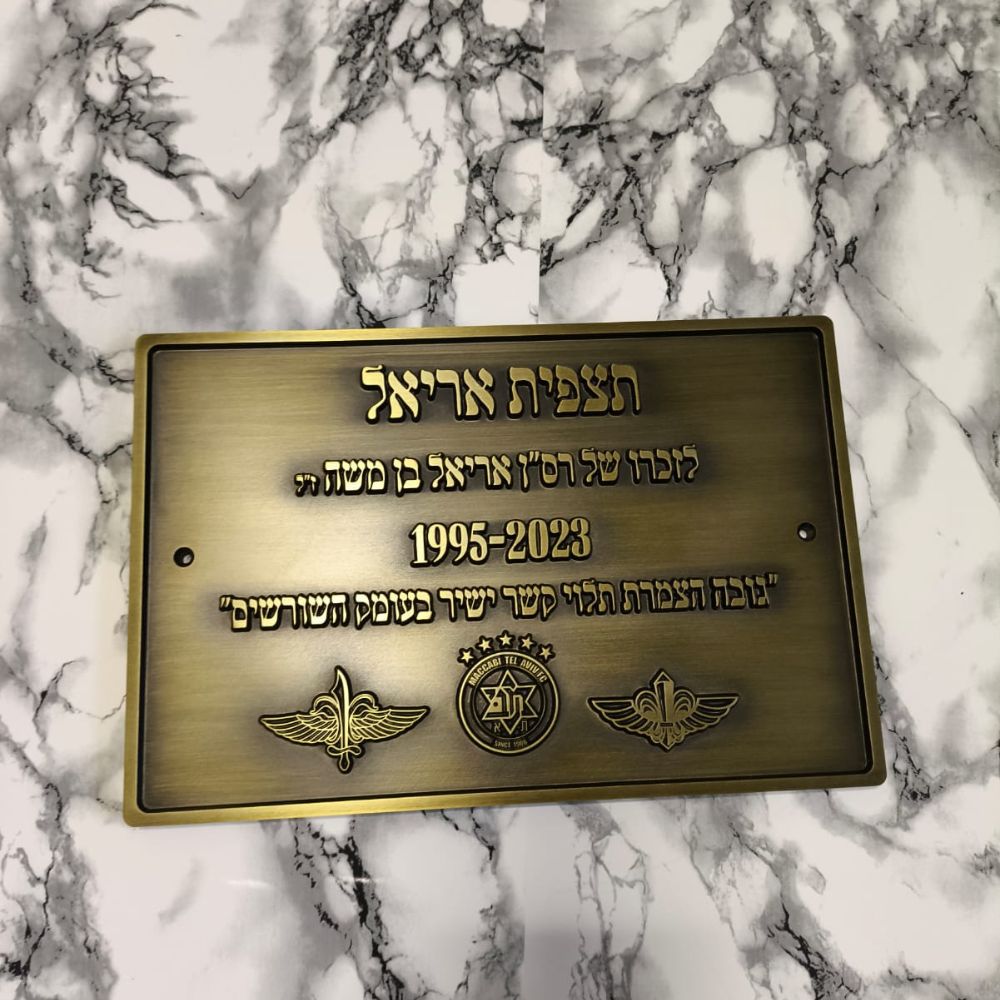 תצפית אריאל
לזכרו של רס"ן אריאל בן משה ז"ל
1995-2023
"גובה הצמרת תלוי קשר ישיר בעומק השורשים"
MACCABI TEL AVIV FC
ת א
SINCE 1906